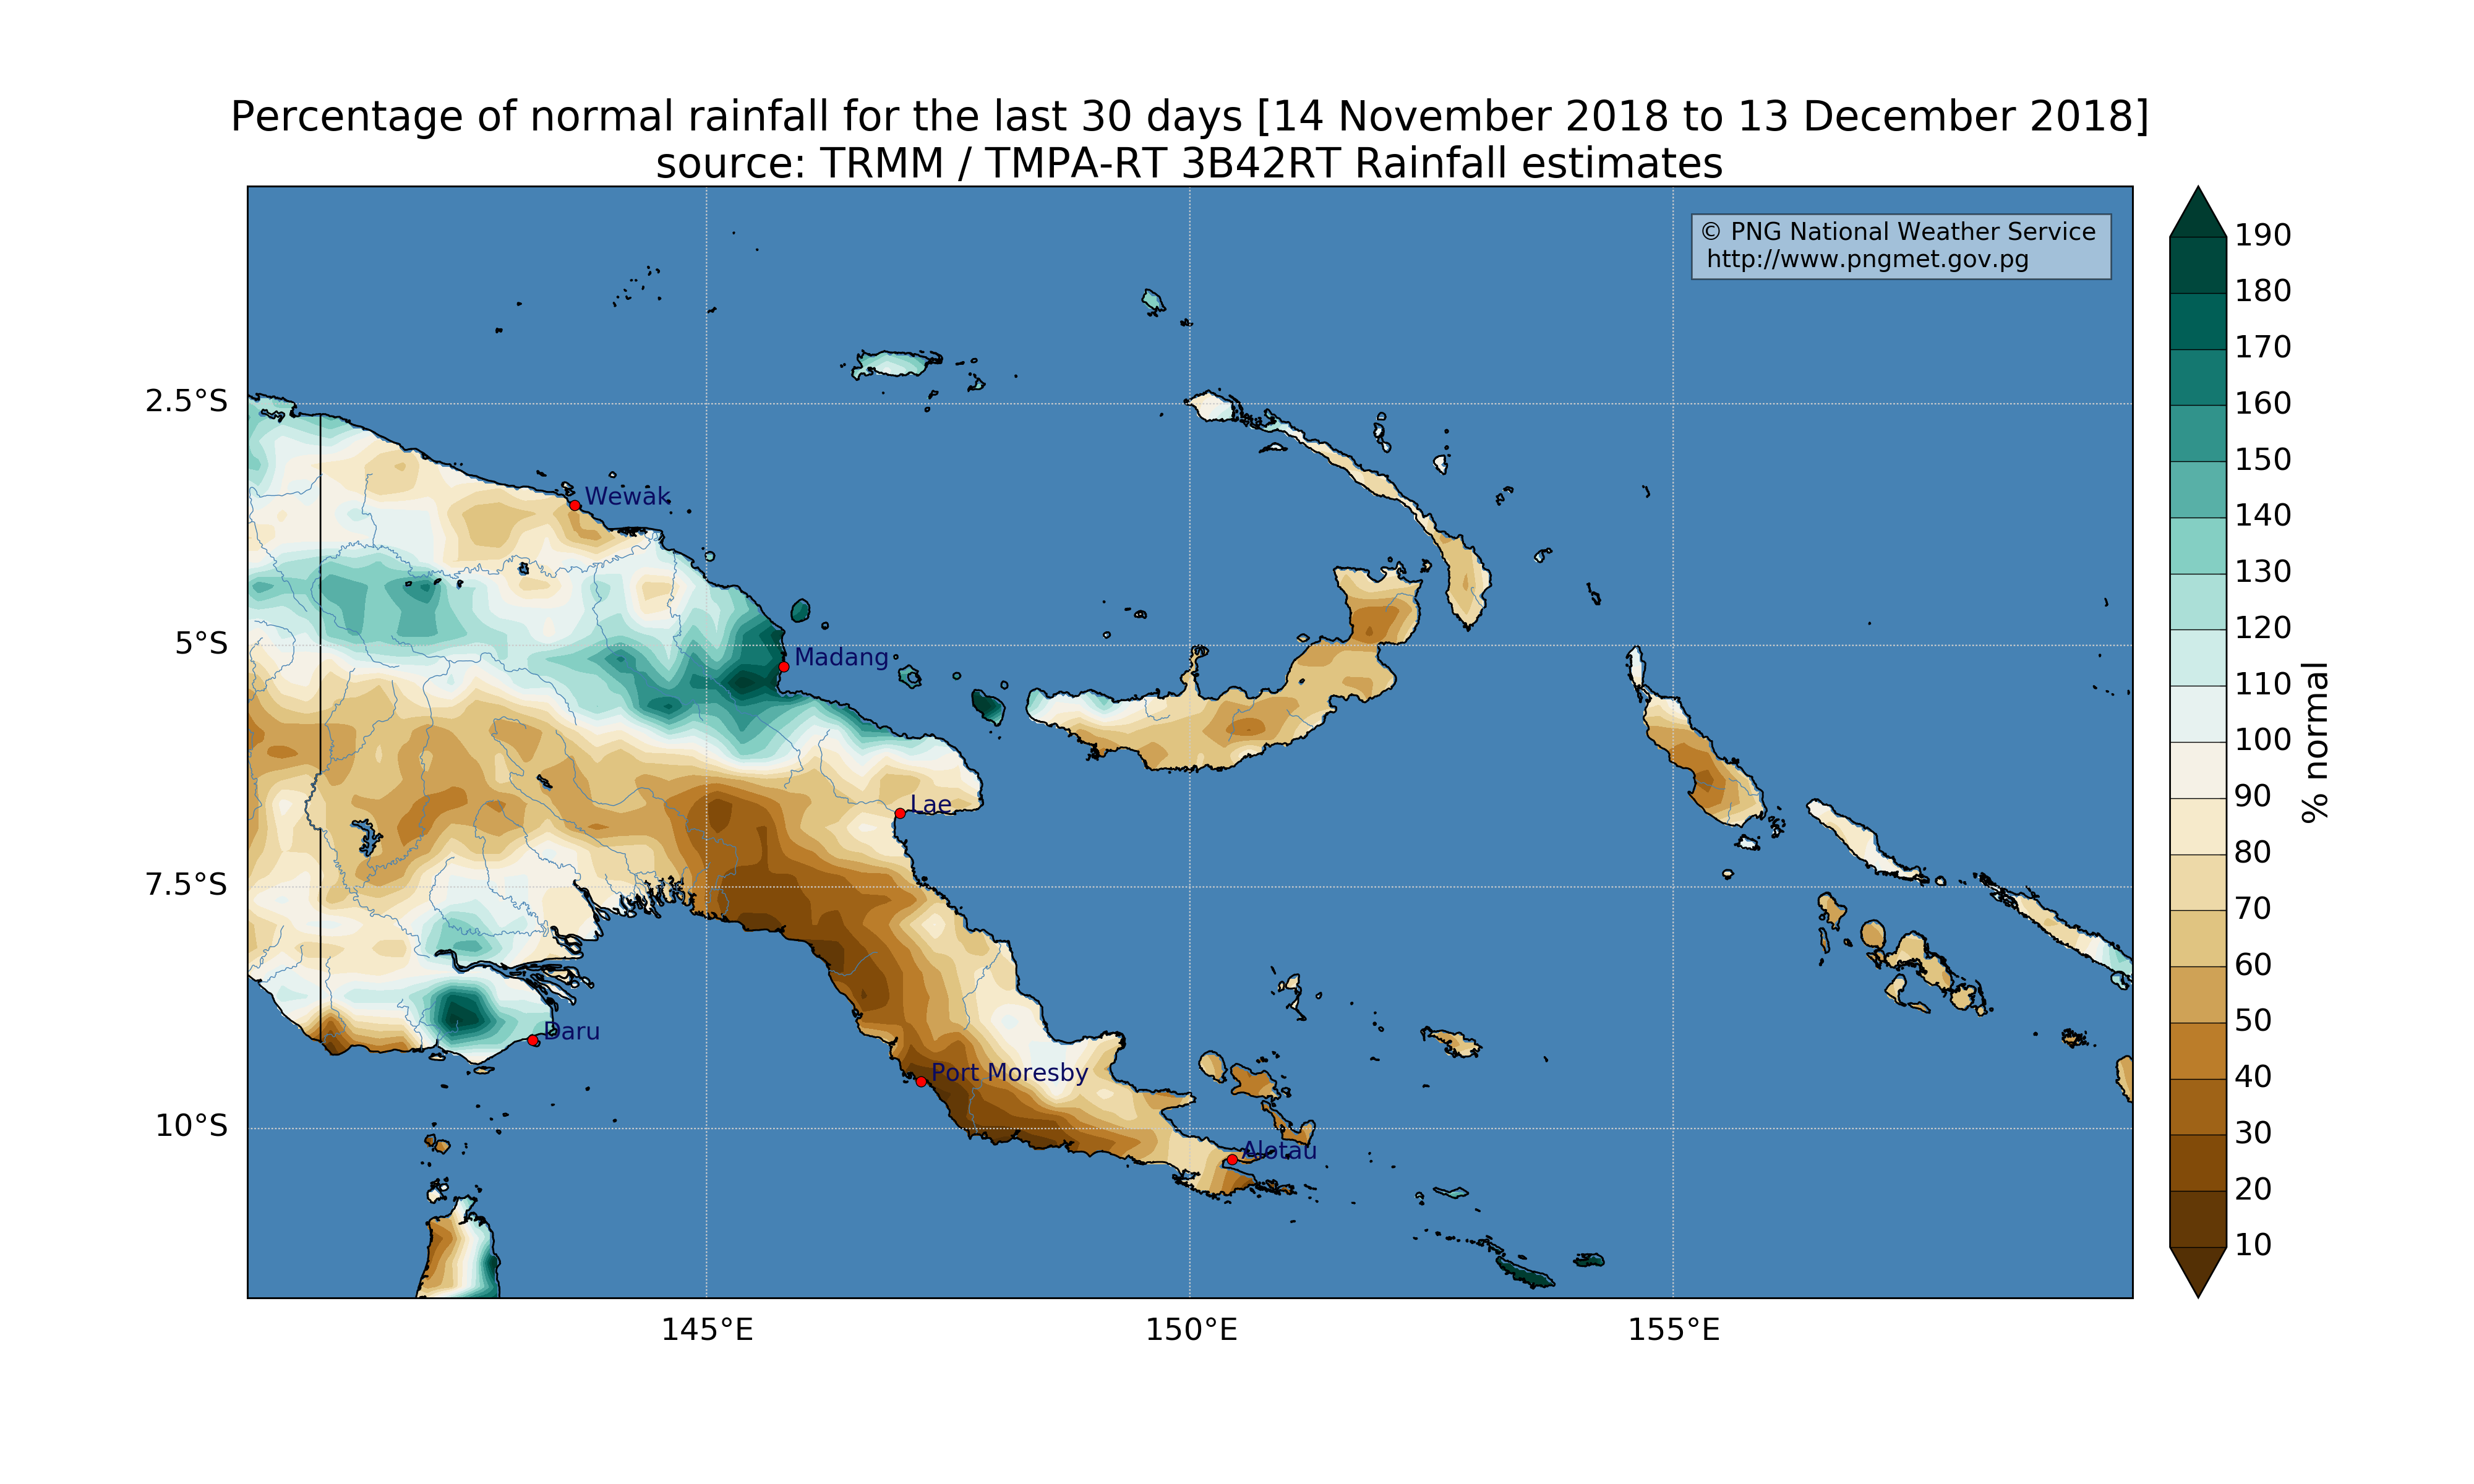 Percentage of normal rainfall for the last 30 days [14 November 2018 to 13 December 2018]
source: TRMM / TMPA-RT 3B42RT Rainfall estimates
© PNG National Weather Service
http://www.pngmet.gov.pg
190
180
170
160
150
140
130
120
110
100
90
80
70
60
50
40
30
20
10
% normal
2.5°S
5°S
7.5°S
10°S
Wewak
Madang
Lae
Daru
Port Moresby
Alotau
145°E
150°E
155°E